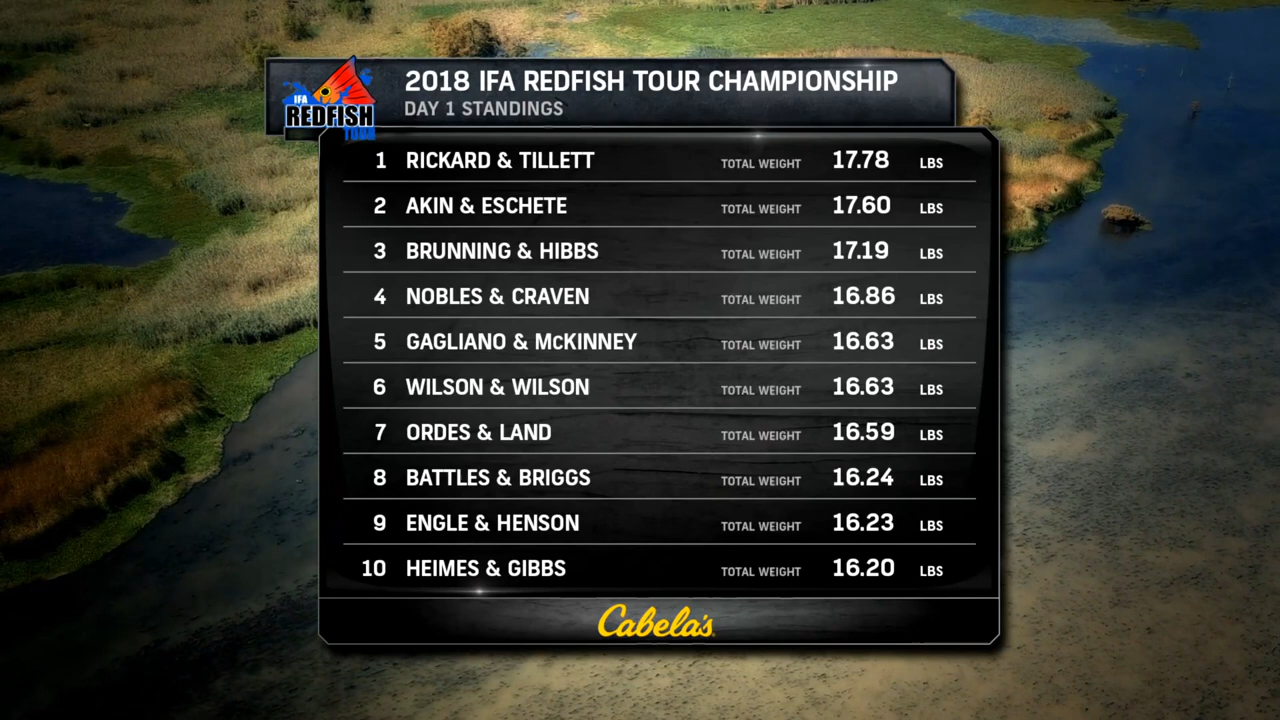 2018 IFA REDFISH TOUR CHAMPIONSHIP
DAY 1 STANDINGS
IFA
REDFISH
TOUR
1 RICKARD & TILLETT TOTAL WEIGHT 17.78 LBS
2 AKIN & ESCHETE TOTAL WEIGHT 17.60 LBS
3 BRUNNING & HIBBS TOTAL WEIGHT 17.19 LBS
4 NOBLES & CRAVEN TOTAL WEIGHT 16.86 LBS
5 GAGLIANO & McKINNEY TOTAL WEIGHT 16.63 LBS
6 WILSON & WILSON TOTAL WEIGHT 16.63 LBS
7 ORDES & LAND TOTAL WEIGHT 16.59 LBS
8 BATTLES & BRIGGS TOTAL WEIGHT 16.24 LBS
9 ENGLE & HENSON TOTAL WEIGHT 16.23 LBS
10 HEIMES & GIBBS TOTAL WEIGHT 16.20 LBS
Cabela's